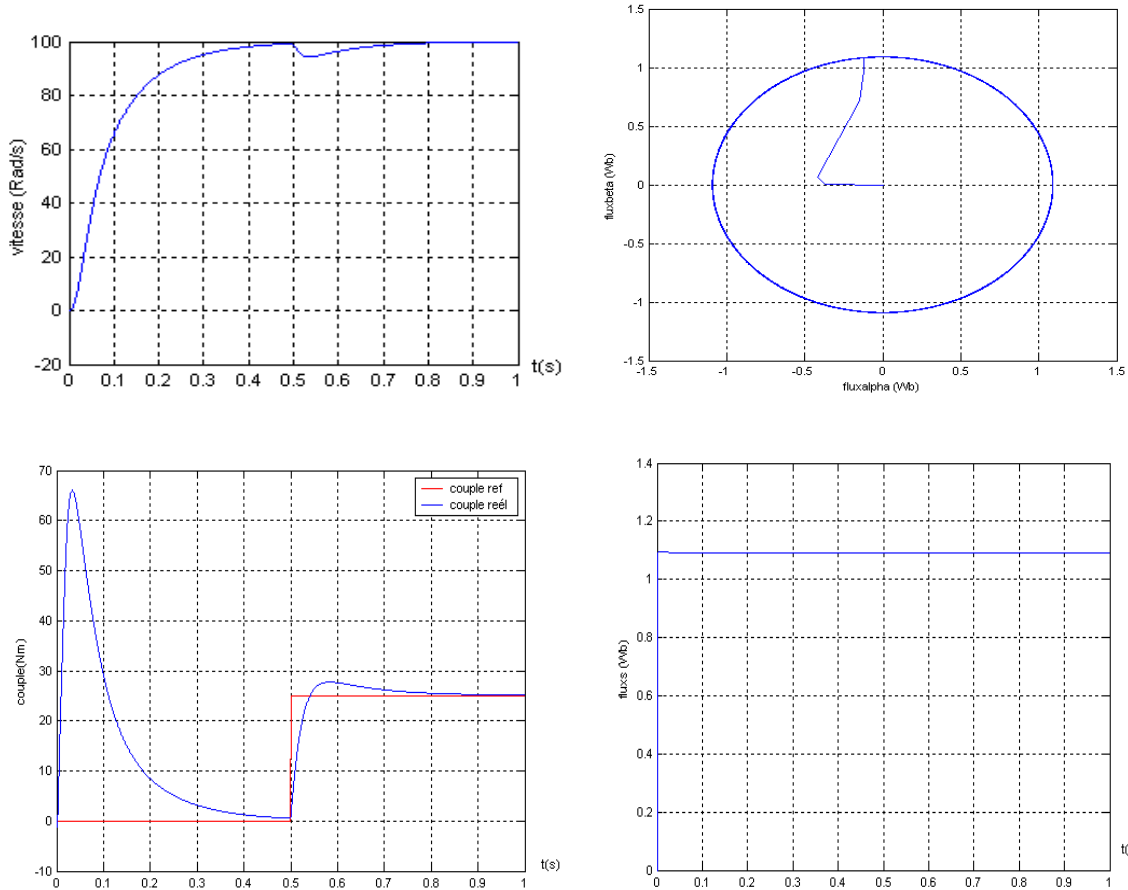 100
80
60
40
20
0
-20
vitesse (Rad/s)
0 0.1 0.2 0.3 0.4 0.5 0.6 0.7 0.8 0.9 1
t(s)
1.5
1
0.5
0
-0.5
-1
-1.5
fluxbeta (Wb)
-1.5 -1 -0.5 0 0.5 1 1.5
fluxalpha (Wb)
70
60
50
40
30
20
10
0
-10
couple(Nm)
couple ref
couple reél
0 0.1 0.2 0.3 0.4 0.5 0.6 0.7 0.8 0.9 1
t(s)
1.4
1.2
1
0.8
0.6
0.4
0.2
0
fluxs (Wb)
0 0.1 0.2 0.3 0.4 0.5 0.6 0.7 0.8 0.9 1
t(